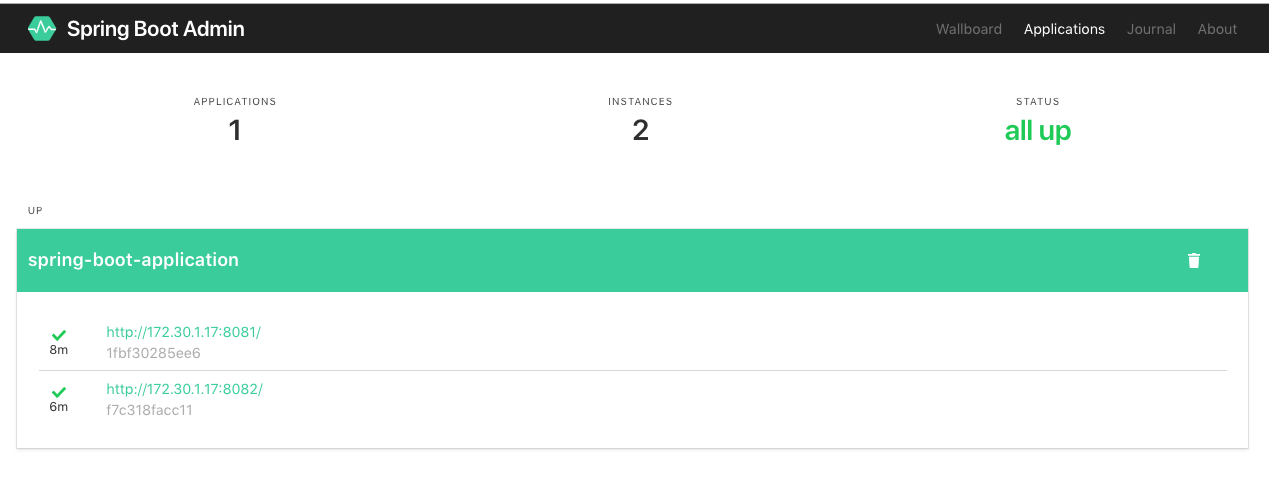 Spring Boot Admin
Wallboard Applications Journal About
APPLICATIONS INSTANCES STATUS
1 2 all up
UP
spring-boot-application
http://172.30.1.17:8081/
8m
1fbf30285ee6
http://172.30.1.17:8082/
6m
f7c318facc11